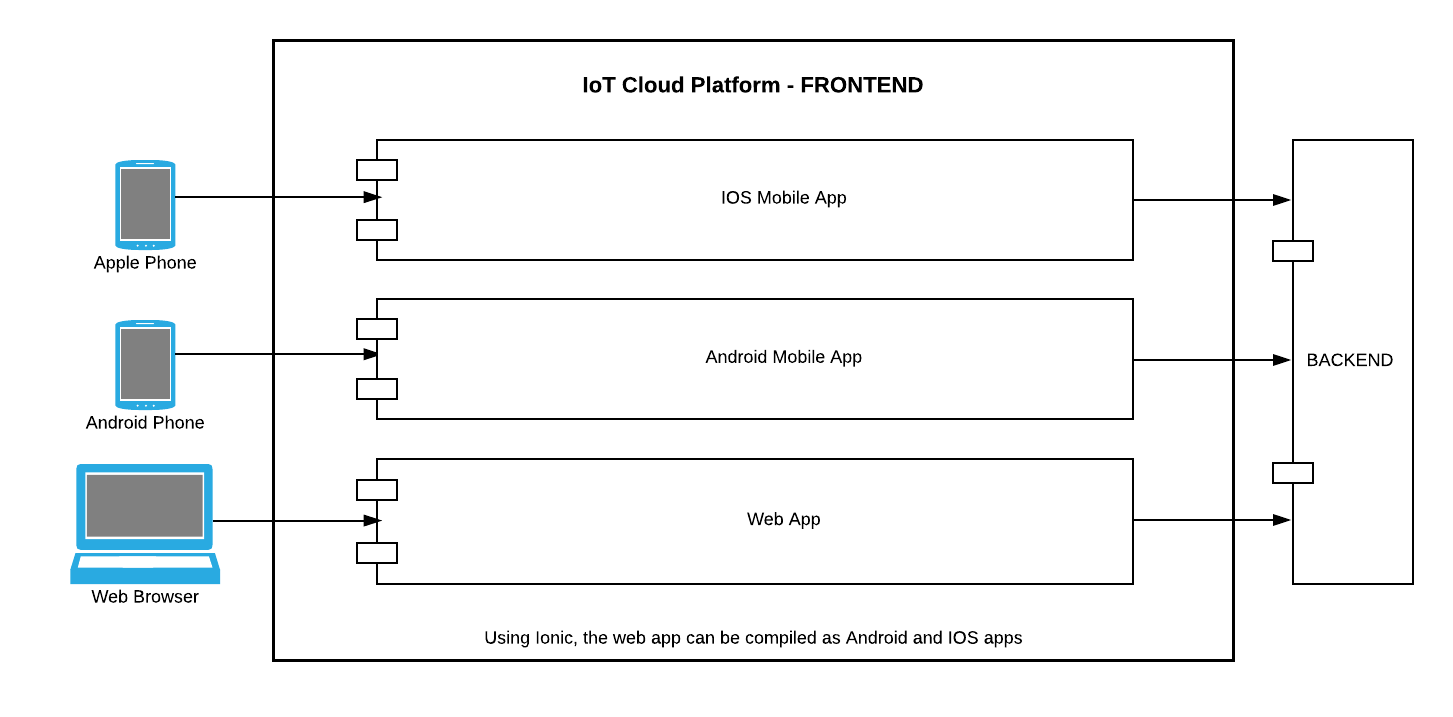 IoT Cloud Platform - FRONTEND
IOS Mobile App
Apple Phone
Android Mobile App
BACKEND
Android Phone
Web App
Web Browser
Using Ionic, the web app can be compiled as Android and IOS apps